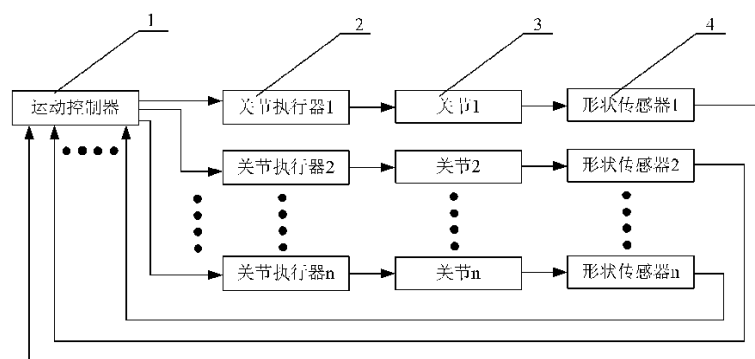 1
2
3
4
运动控制器
关节执行器1
关节1
形状传感器1
关节执行器2
关节2
形状传感器2
关节执行器n
关节n
形状传感器n